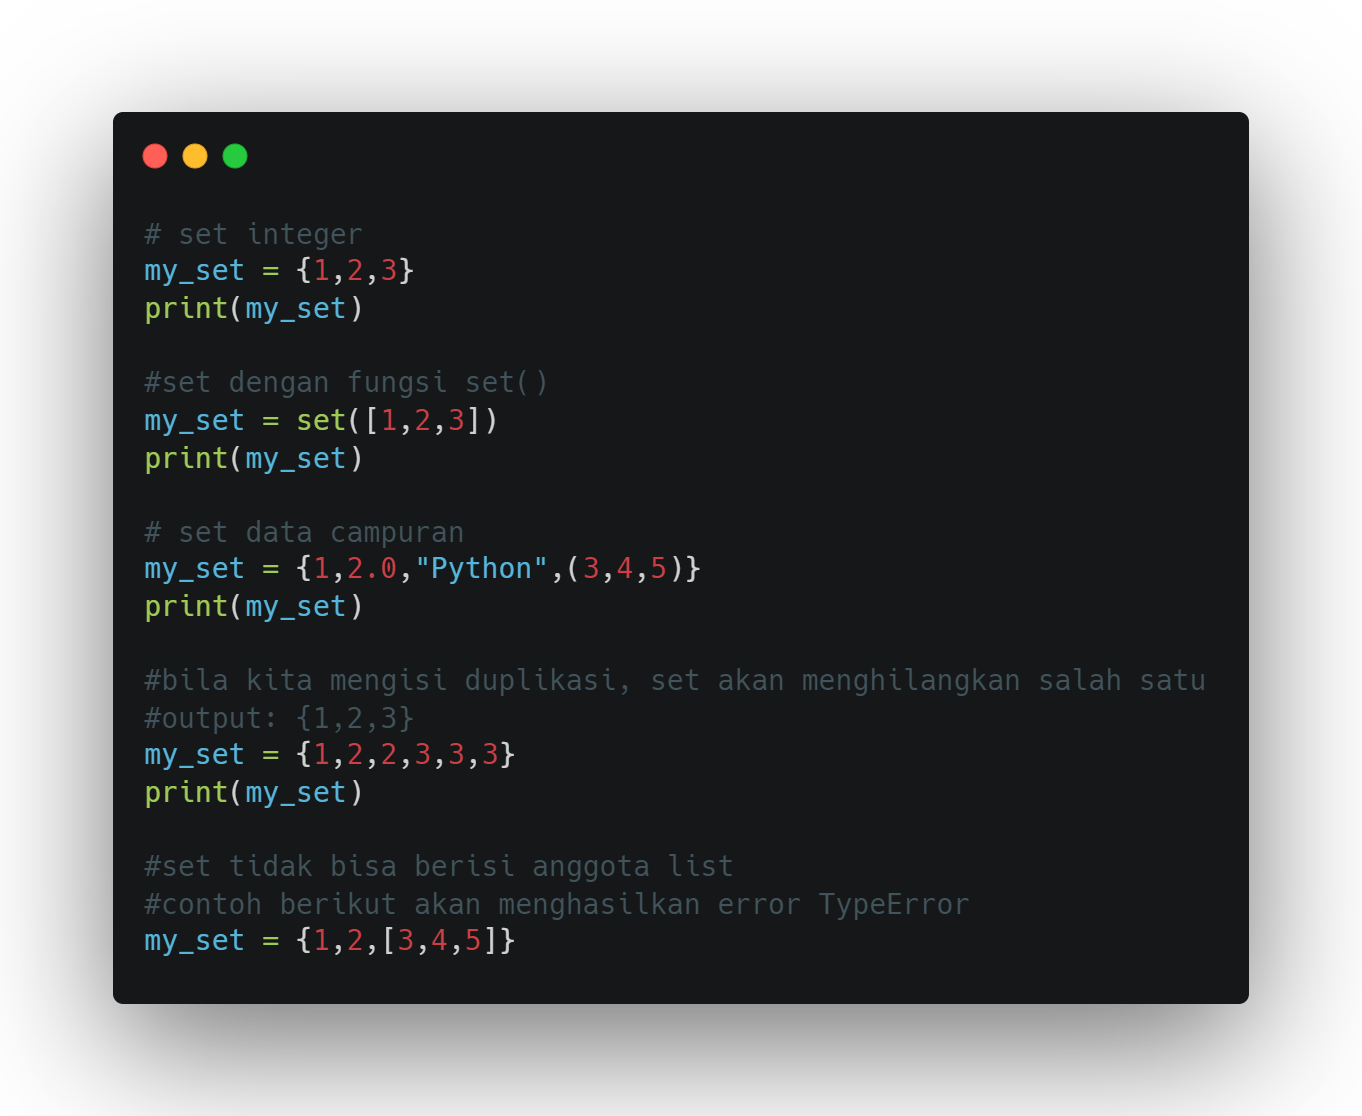 # set integer
my_set = {1,2,3}
print(my_set)
#set dengan fungsi set()
my_set = set([1,2,3])
print(my_set)
# set data campuran
my_set = {1,2.0,"Python",(3,4,5)}
print(my_set)
#bila kita mengisi duplikasi, set akan menghilangkan salah satu
#output: {1,2,3}
my_set = {1,2,2,3,3,3}
print(my_set)
#set tidak bisa berisi anggota list
#contoh berikut akan menghasilkan error TypeError
my_set = {1,2,[3,4,5]}